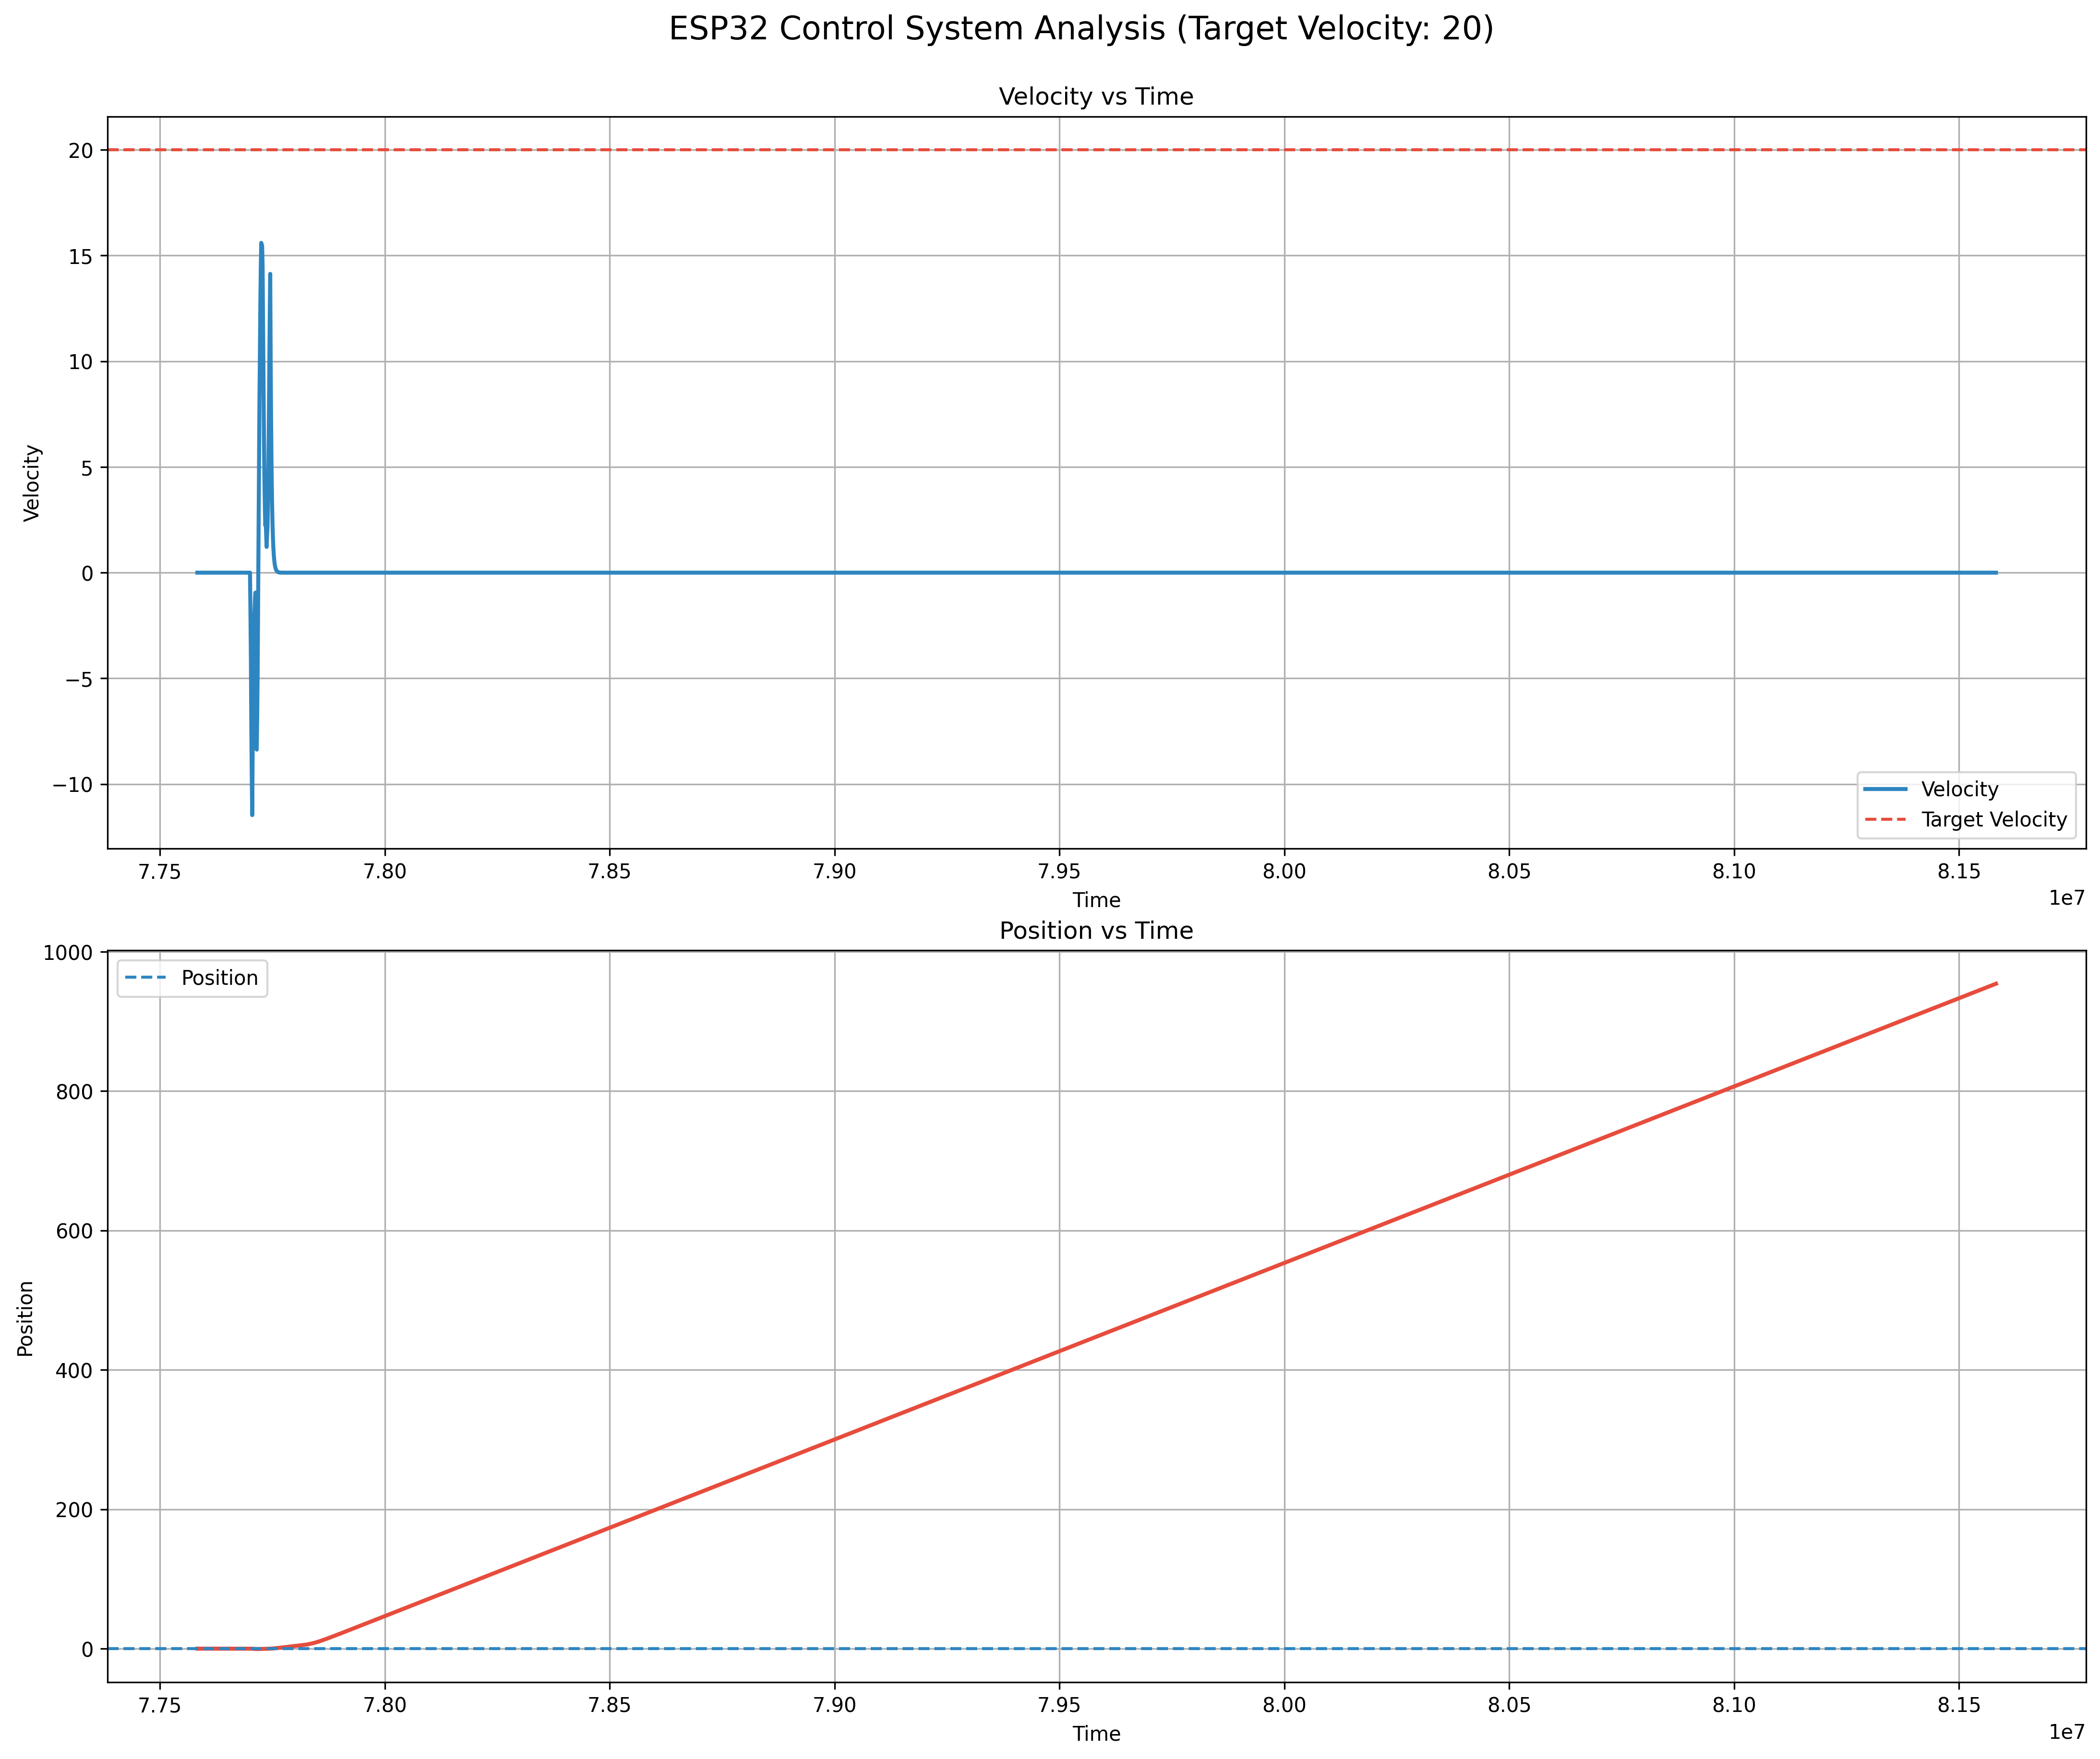 ESP32 Control System Analysis (Target Velocity: 20)
Velocity vs Time
20
15
10
5
0
−5
−10
Velocity
Velocity
Target Velocity
7.75 7.80 7.85 7.90 7.95 8.00 8.05 8.10 8.15
1e7
Time
Position vs Time
1000
800
600
400
200
0
Position
Position
7.75 7.80 7.85 7.90 7.95 8.00 8.05 8.10 8.15
1e7
Time